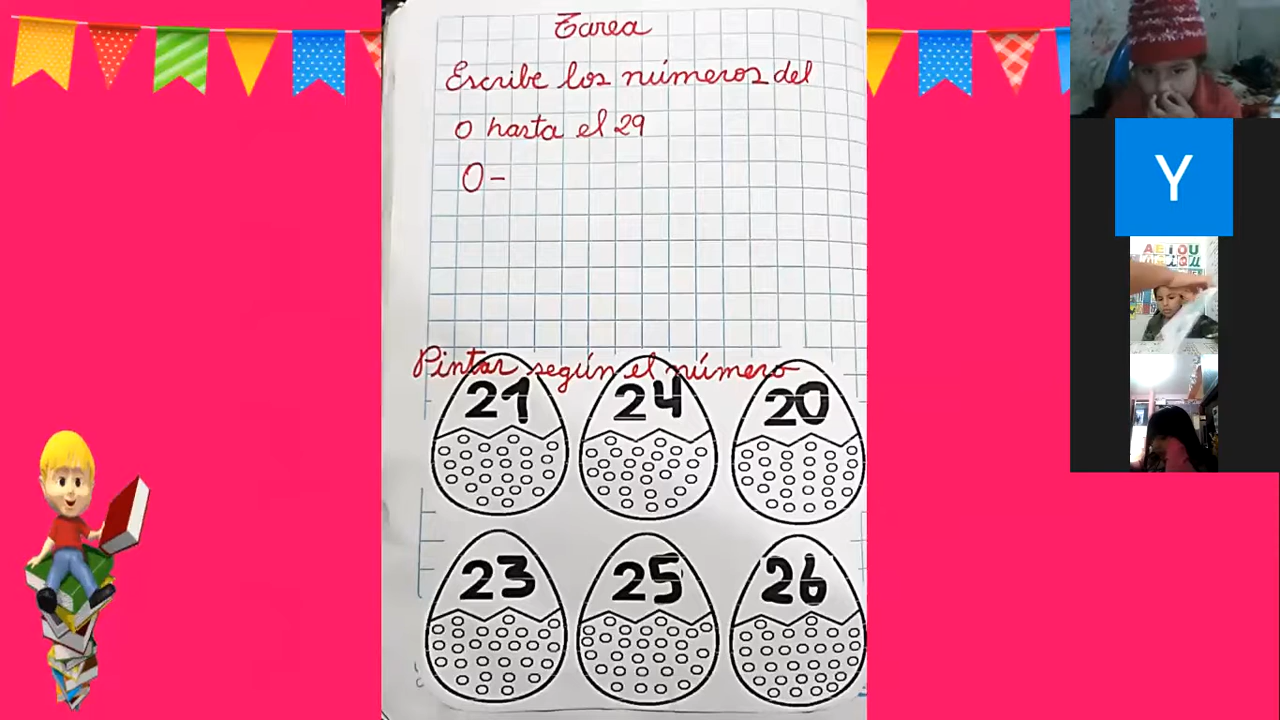 Tarea
Escribe los números del
0 hasta el 29
0-
Pintar según el número
21 24 20
23 25 26
Y
A E I O U